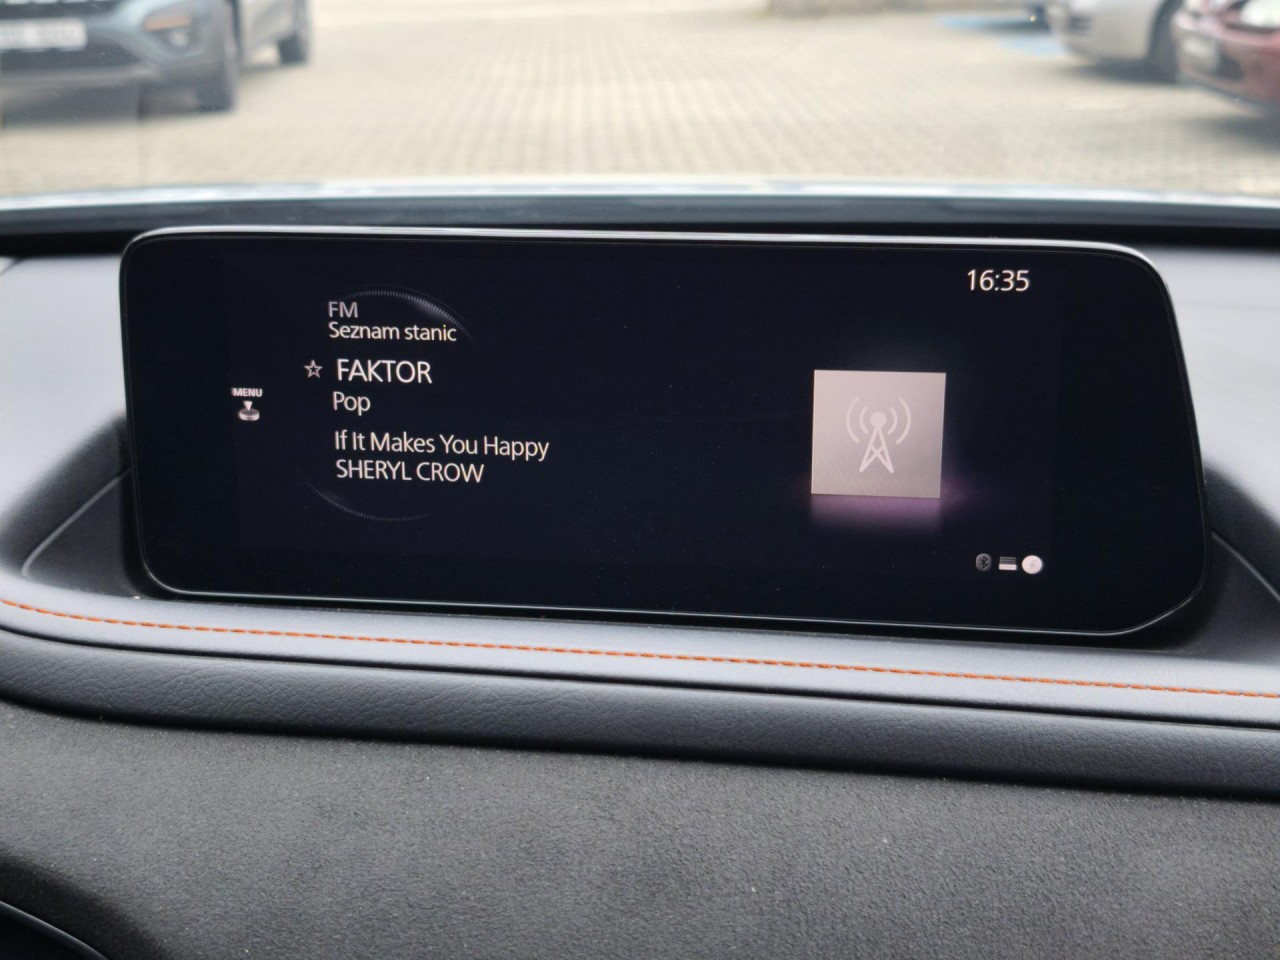 16:35
FM
Seznam stanic
☆ FAKTOR
Pop
MENU
If It Makes You Happy
SHERYL CROW